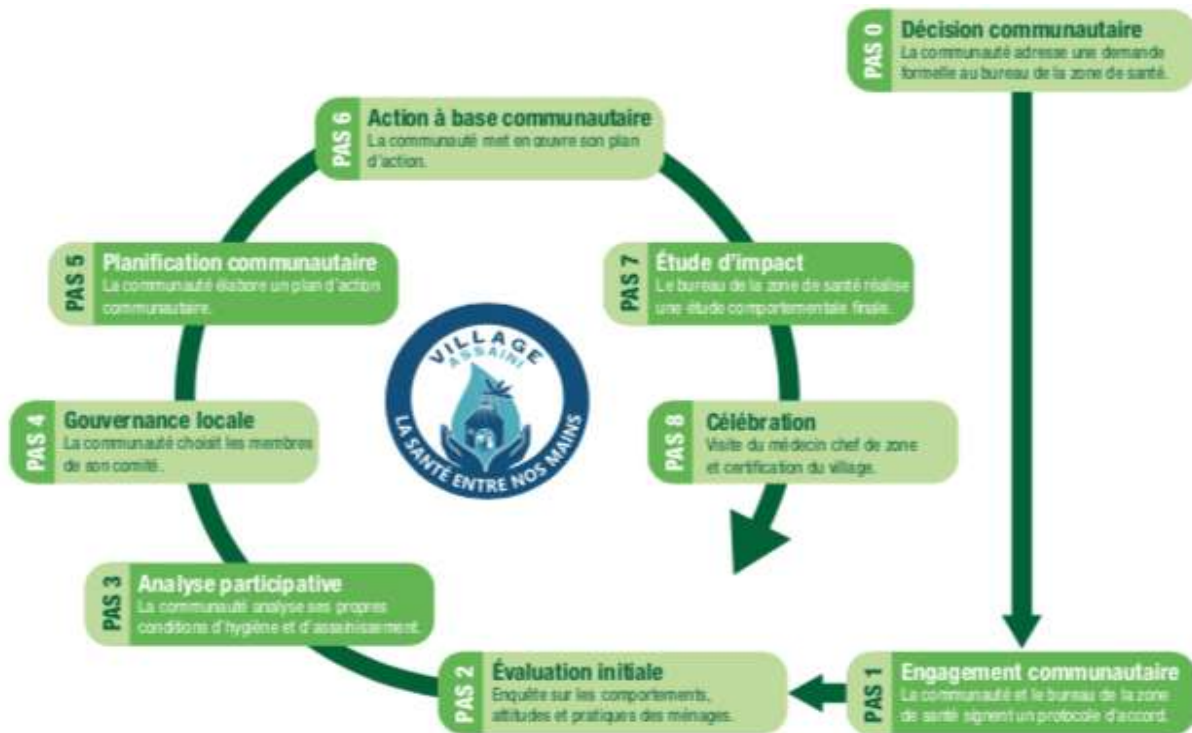 PAS 0
Décision communautaire
La communauté adresse une demande
formelle au bureau de la zone de santé.
PAS 1
Engagement communautaire
La communauté et le bureau de la zone
de santé signent un protocole d'accord.
PAS 2
Évaluation initiale
Enquête sur les comportements,
attitudes et pratiques des ménages.
PAS 3
Analyse participative
La communauté analyse ses propres
conditions d'hygiène et d'assainissement.
PAS 4
Gouvernance locale
La communauté choisit les membres
de son comité.
PAS 5
Planification communautaire
La communauté élabore un plan d'action
communautaire.
PAS 6
Action à base communautaire
La communauté met en œuvre son plan
d'action.
PAS 7
Étude d'impact
Le bureau de la zone de santé réalise
une étude comportementale finale.
PAS 8
Célébration
Visite du médecin chef de zone
et certification du village.
VILLAGE
ASSAINI
LA SANTÉ ENTRE NOS MAINS